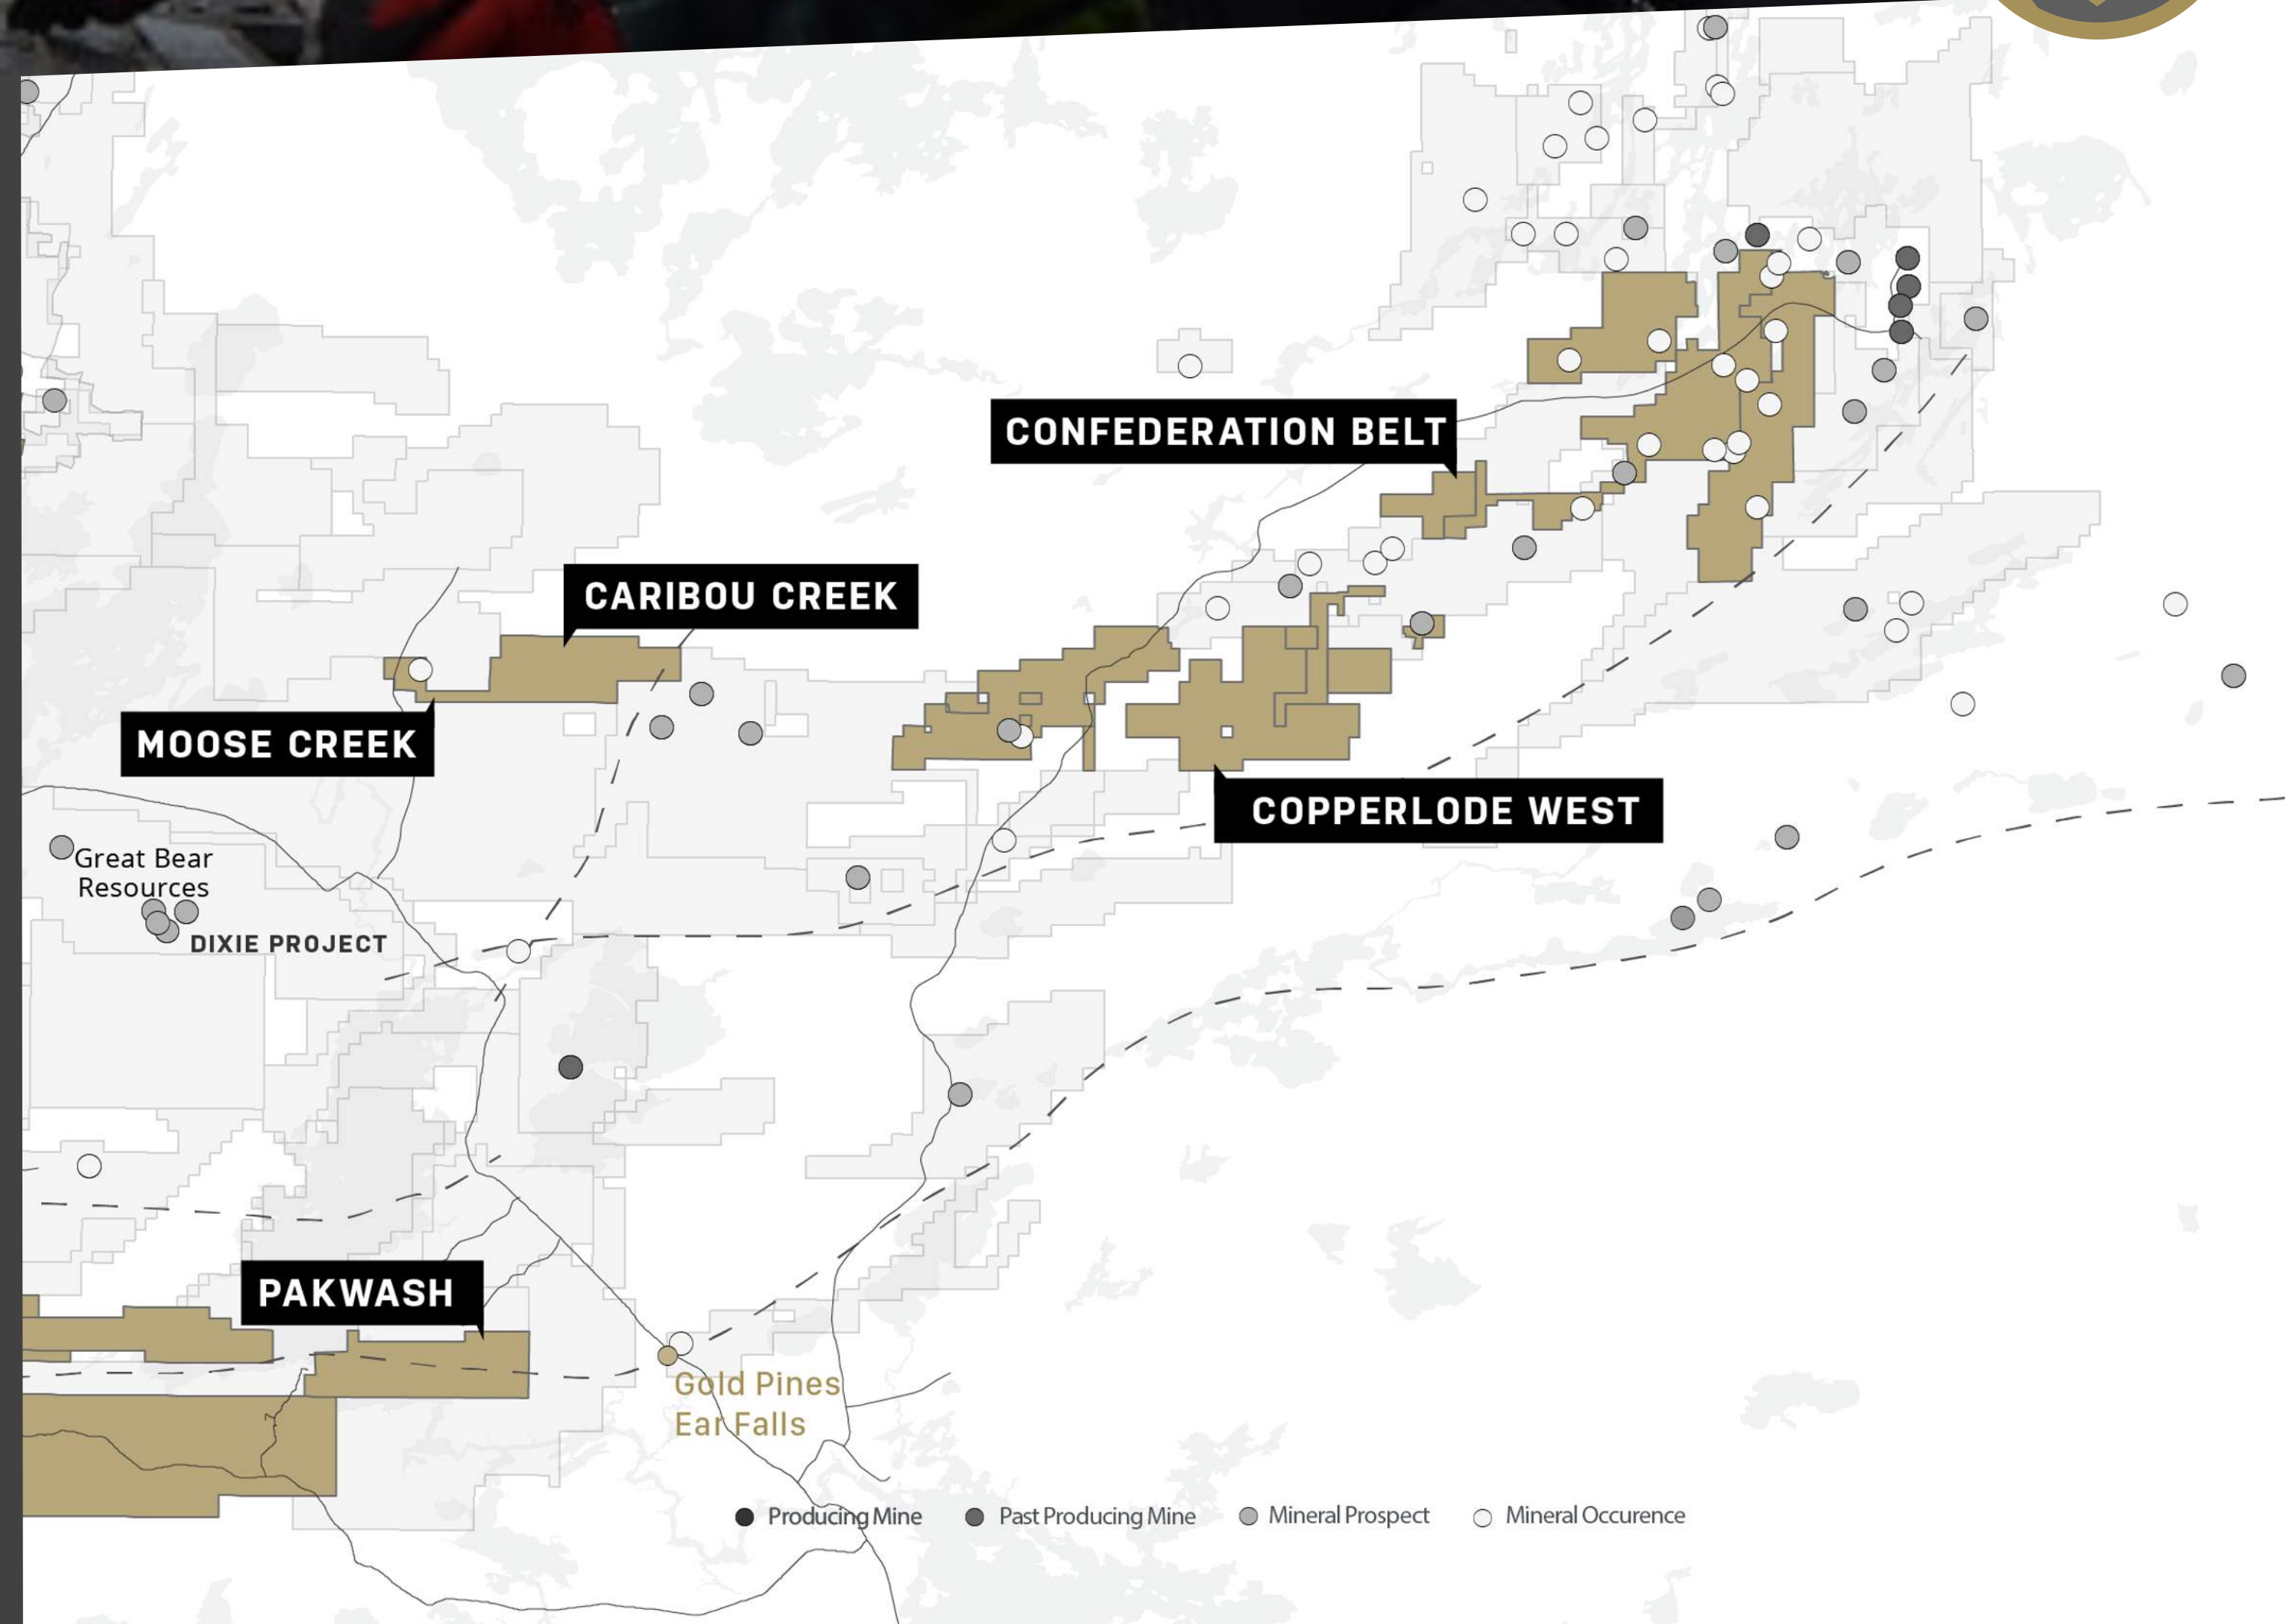 CONFEDERATION BELT
CARIBOU CREEK
MOOSE CREEK
COPPERLODE WEST
Great Bear
Resources
DIXIE PROJECT
PAKWASH
Gold Pines
Ear Falls
Producing Mine
Past Producing Mine
Mineral Prospect
Mineral Occurence